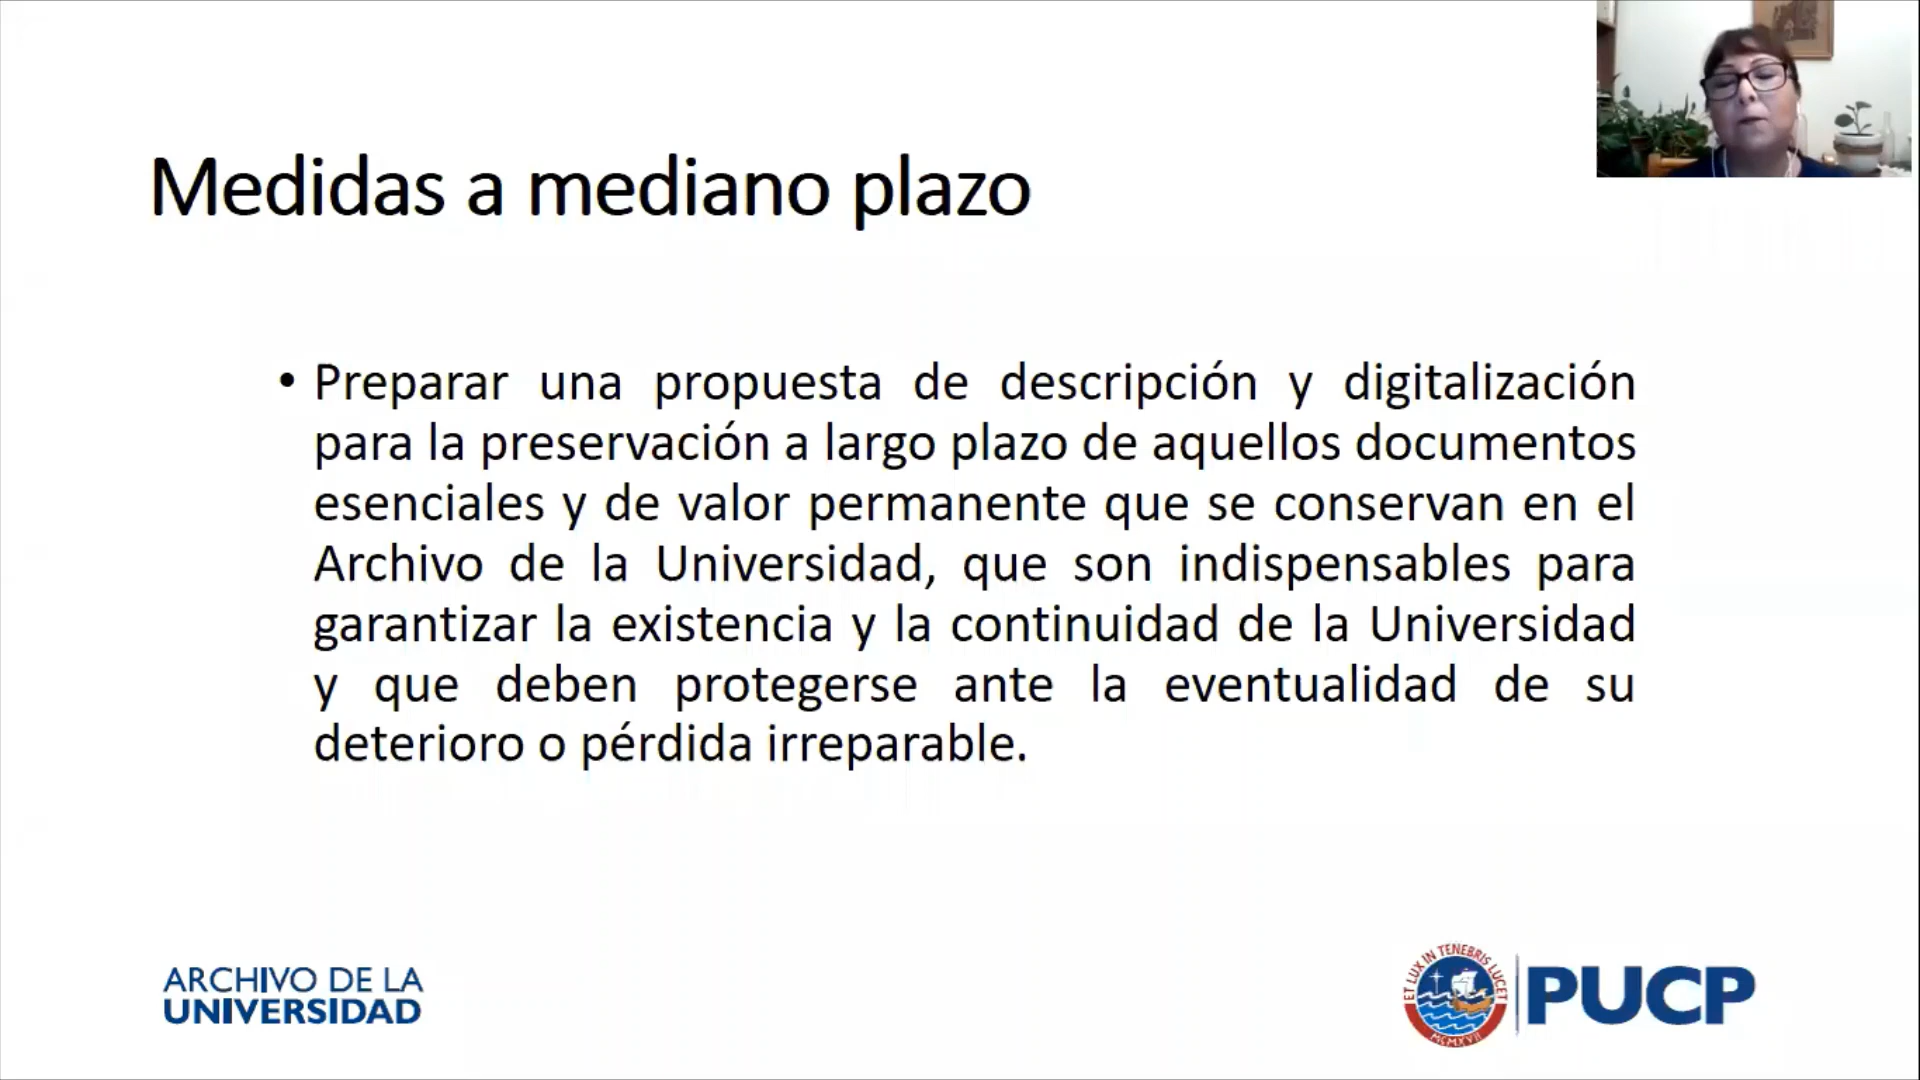 Medidas a mediano plazo
• Preparar una propuesta de descripción y digitalización
para la preservación a largo plazo de aquellos documentos
esenciales y de valor permanente que se conservan en el
Archivo de la Universidad, que son indispensables para
garantizar la existencia y la continuidad de la Universidad
y que deben protegerse ante la eventualidad de su
deterioro o pérdida irreparable.
ARCHIVO DE LA
UNIVERSIDAD
ET LUX IN TENEBRIS LUCET
MCMXVII
PUCP